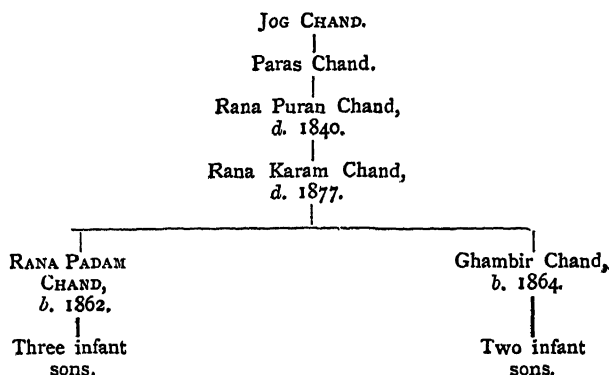 JOG CHAND.
Paras Chand.
Rana Puran Chand,
d. 1840.
Rana Karam Chand,
d. 1877.
RANA PADAM
CHAND,
b. 1862.
Ghambir Chand,
b. 1864.
Three infant
sons.
Two infant
sons.